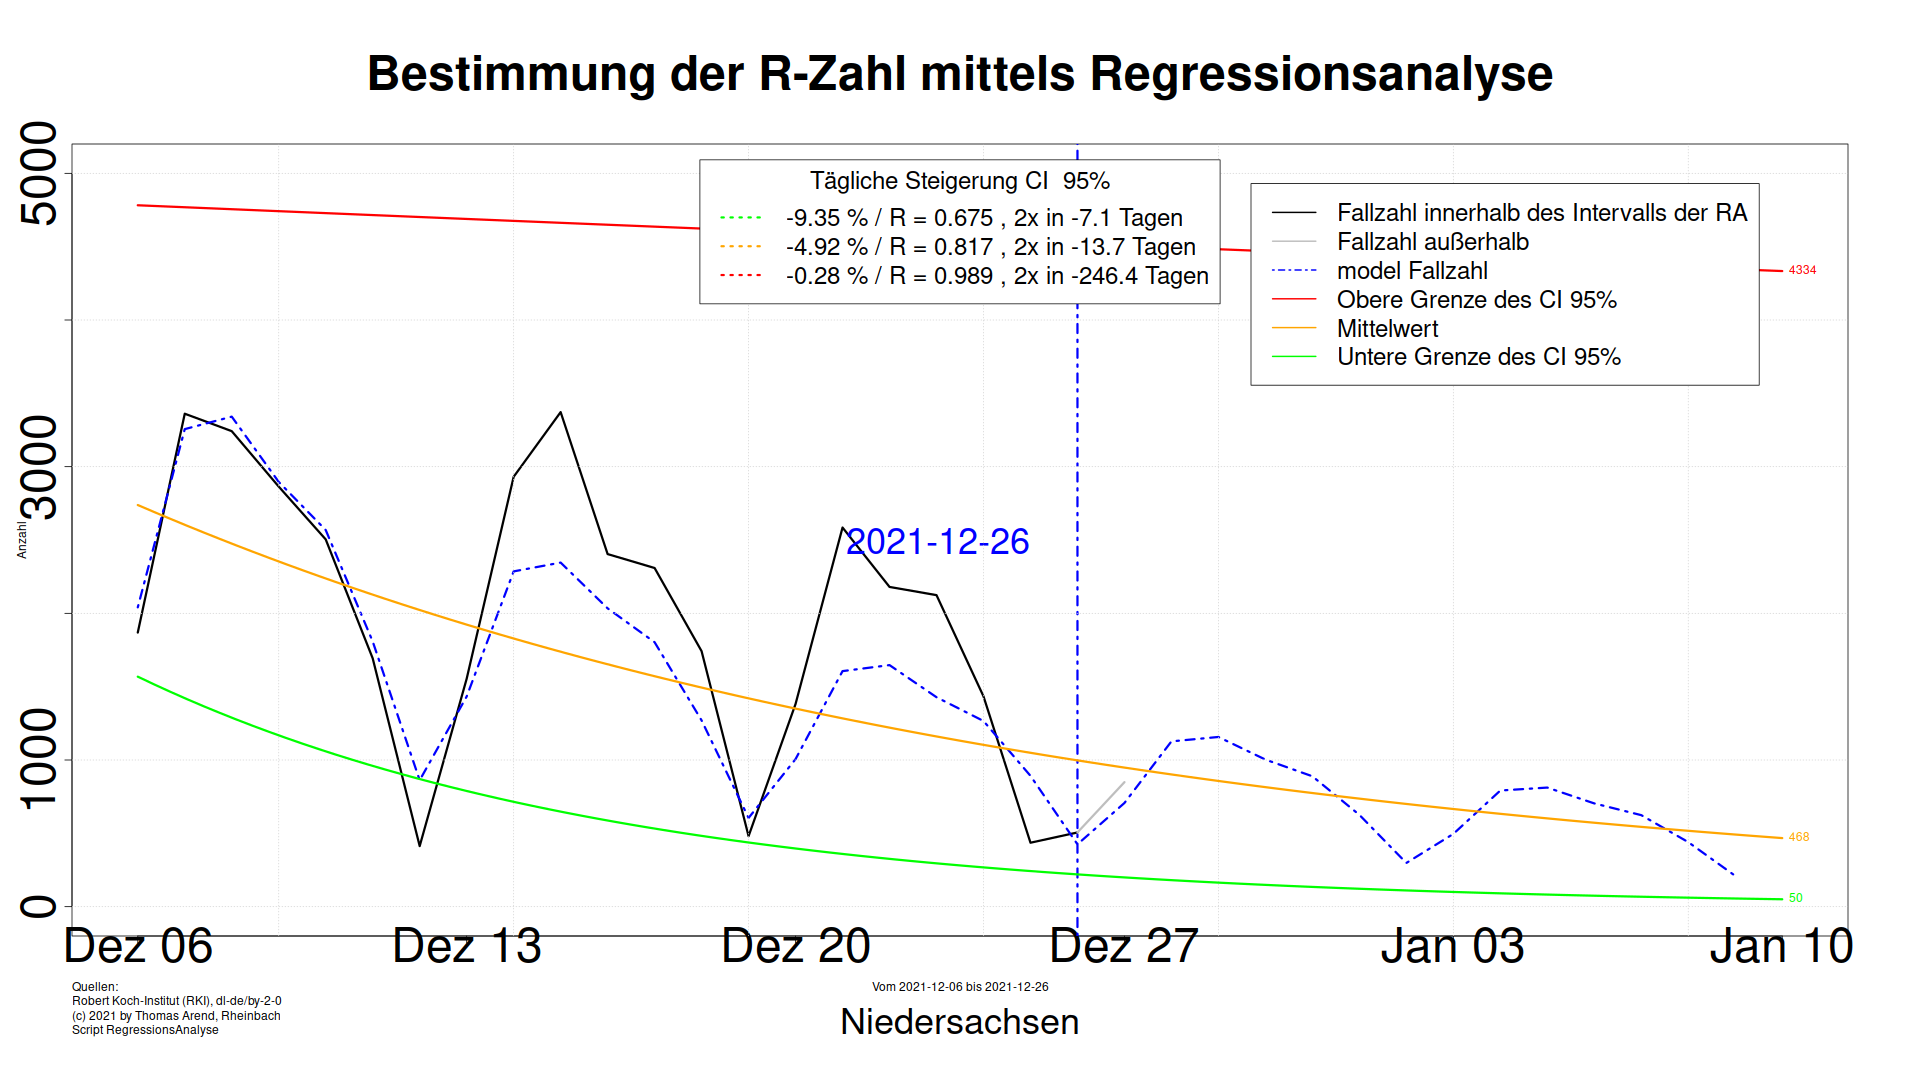 Bestimmung der R-Zahl mittels Regressionsanalyse
Tägliche Steigerung CI  95%
-9.35 % / R = 0.675 , 2x in -7.1 Tagen
-4.92 % / R = 0.817 , 2x in -13.7 Tagen
-0.28 % / R = 0.989 , 2x in -246.4 Tagen
Fallzahl innerhalb des Intervalls der RA
Fallzahl außerhalb
model Fallzahl
Obere Grenze des CI 95%
Mittelwert
Untere Grenze des CI 95%
5000
3000
1000
0
Anzahl
2021-12-26
4334
468
50
Dez 06
Dez 13
Dez 20
Dez 27
Jan 03
Jan 10
Quellen:
Robert Koch-Institut (RKI), dl-de/by-2-0
(c) 2021 by Thomas Arend, Rheinbach
Script RegressionsAnalyse
Vom 2021-12-06 bis 2021-12-26
Niedersachsen